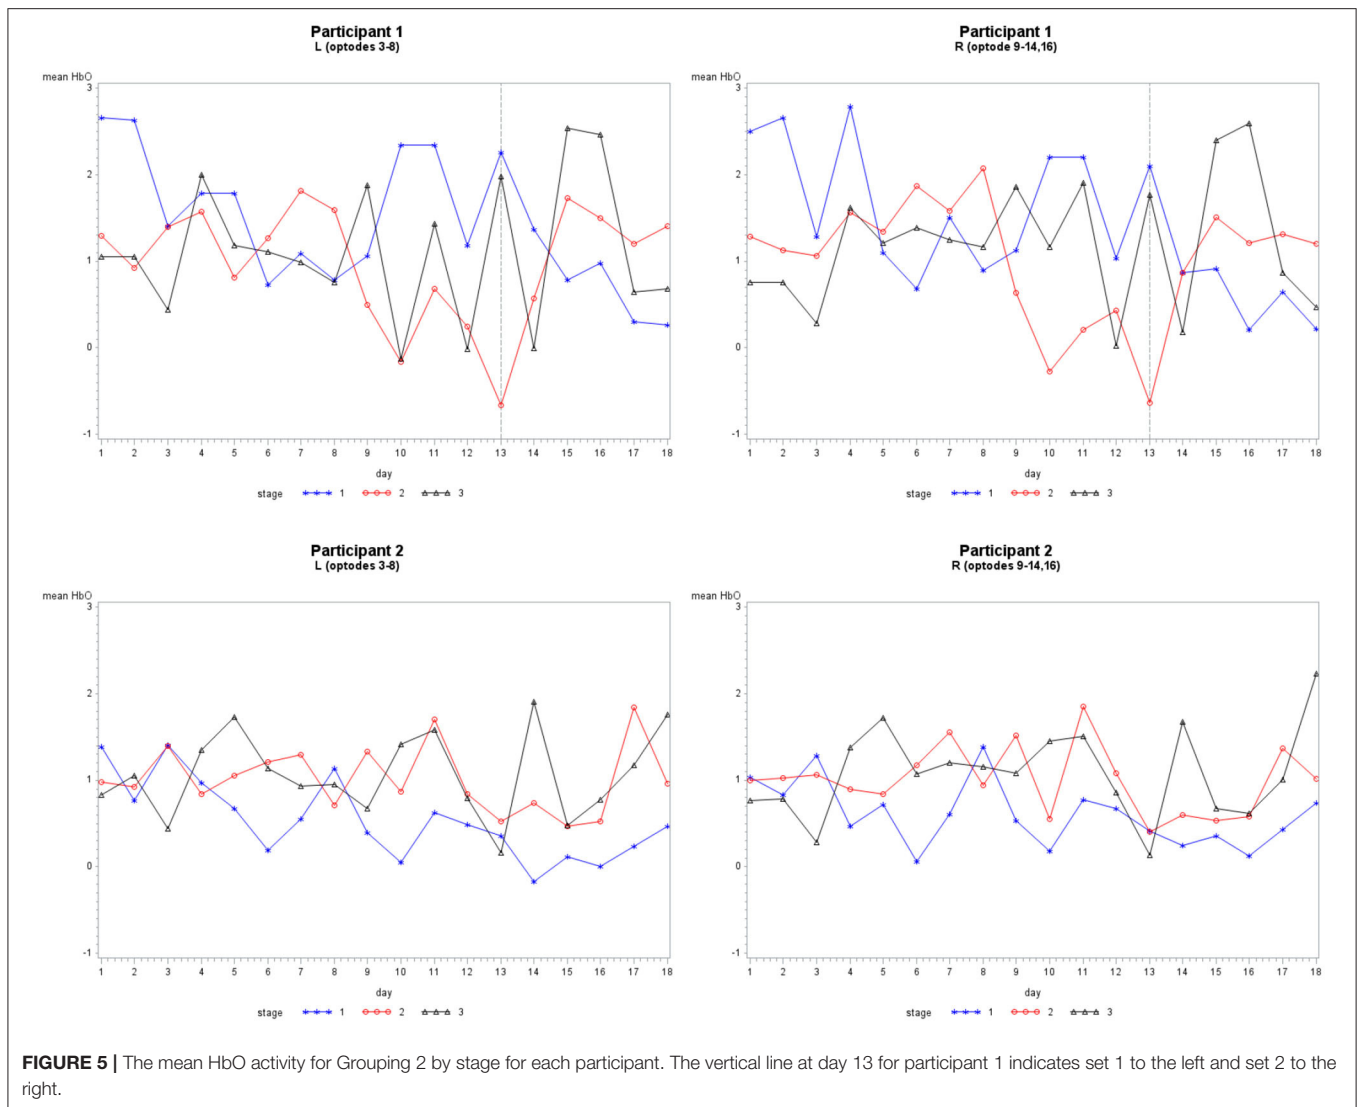 Participant 1
L (optodes 3-8)
mean HbO
3
2
1
0
-1
1 2 3 4 5 6 7 8 9 10 11 12 13 14 15 16 17 18
day
stage 1 2 3
Participant 1
R (optode 9-14,16)
mean HbO
3
2
1
0
-1
1 2 3 4 5 6 7 8 9 10 11 12 13 14 15 16 17 18
day
stage 1 2 3
Participant 2
L (optodes 3-8)
mean HbO
3
2
1
0
-1
1 2 3 4 5 6 7 8 9 10 11 12 13 14 15 16 17 18
day
stage 1 2 3
Participant 2
R (optodes 9-14,16)
mean HbO
3
2
1
0
-1
1 2 3 4 5 6 7 8 9 10 11 12 13 14 15 16 17 18
day
stage 1 2 3
FIGURE 5 | The mean HbO activity for Grouping 2 by stage for each participant. The vertical line at day 13 for participant 1 indicates set 1 to the left and set 2 to the
right.